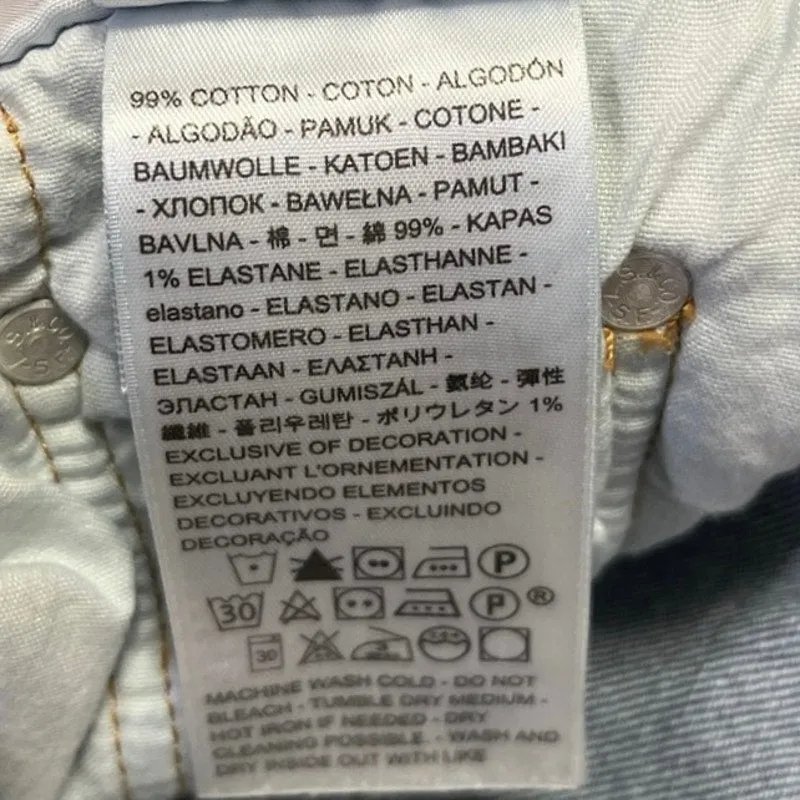 99% COTTON - COTON - ALGODÓN
- ALGODÃO - PAMUK - COTONE -
BAUMWOLLE - KATOEN - BAMBAKI
- ХЛОПОК - BAWEŁNA - PAMUT -
BAVLNA - 棉 - 면 - 綿 99% - KAPAS
1% ELASTANE - ELASTHANNE -
elastano - ELASTANO - ELASTAN -
ELASTOMERO - ELASTHAN -
ELASTAAN - ΕΛΑΣΤΑΝΗ -
ЭЛАСТАН - GUMISZÁL - 氨纶 - 彈性
纖維 - 폴리우레탄 - ポリウレタン 1%
EXCLUSIVE OF DECORATION -
EXCLUANT L'ORNEMENTATION -
EXCLUYENDO ELEMENTOS
DECORATIVOS - EXCLUINDO
DECORAÇÃO
P
30 P ®
30
MACHINE WASH COLD - DO NOT
BLEACH - TUMBLE DRY MEDIUM -
HOT IRON IF NEEDED - DRY
CLEANING POSSIBLE. - WASH AND
DRY INSIDE OUT WITH LIKE